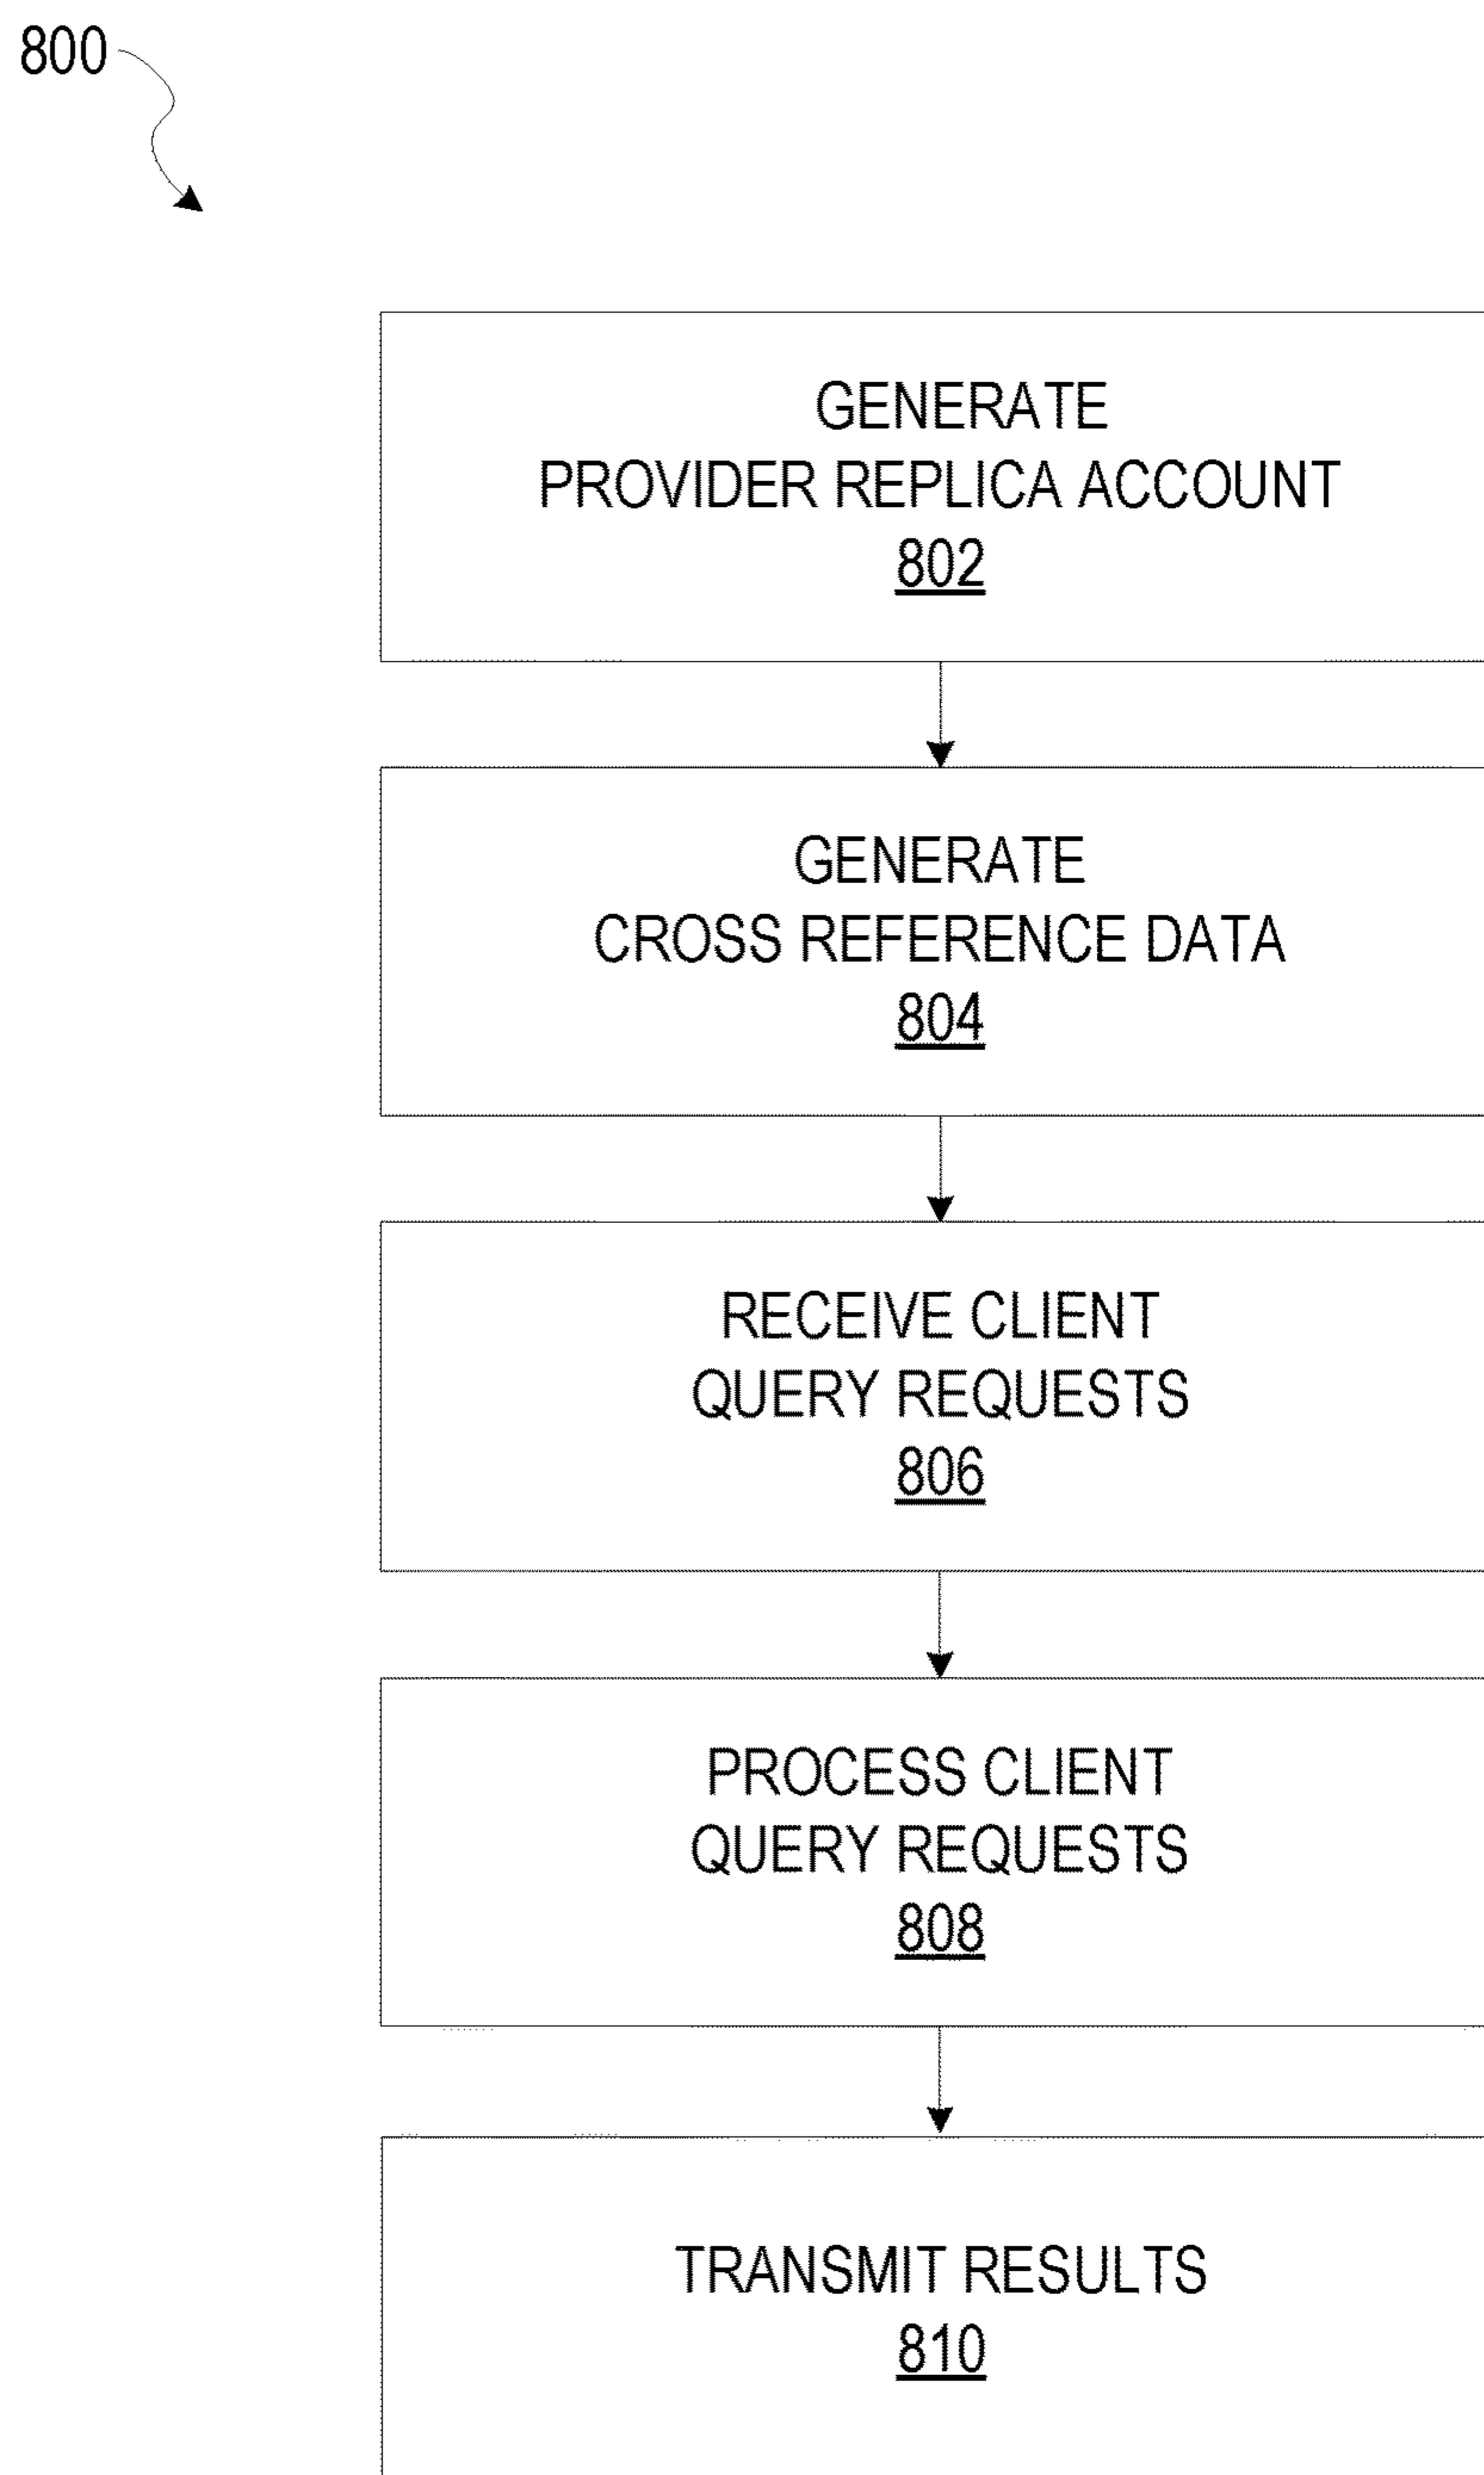 800
GENERATE
PROVIDER REPLICA ACCOUNT
802
GENERATE
CROSS REFERENCE DATA
804
RECEIVE CLIENT
QUERY REQUESTS
806
PROCESS CLIENT
QUERY REQUESTS
808
TRANSMIT RESULTS
810